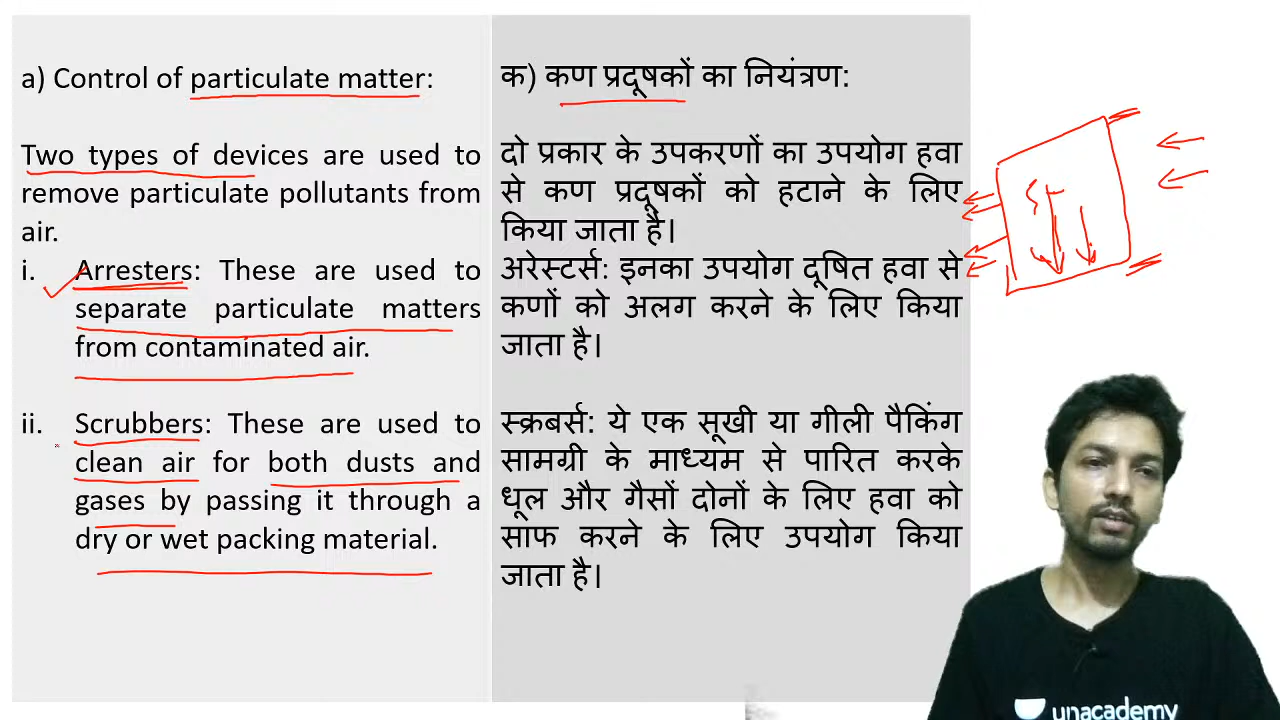 a) Control of particulate matter:
Two types of devices are used to
remove particulate pollutants from
air.
i. Arresters: These are used to
separate particulate matters
from contaminated air.
ii. Scrubbers: These are used to
clean air for both dusts and
gases by passing it through a
dry or wet packing material.
क) कण प्रदूषकों का नियंत्रण:
दो प्रकार के उपकरणों का उपयोग हवा
से कण प्रदूषकों को हटाने के लिए
किया जाता है।
अरेस्टर्स: इनका उपयोग दूषित हवा से
कणों को अलग करने के लिए किया
जाता है।
स्क्रबर्स: ये एक सूखी या गीली पैकिंग
सामग्री के माध्यम से पारित करके
धूल और गैसों दोनों के लिए हवा को
साफ करने के लिए उपयोग किया
जाता है।
unacademy